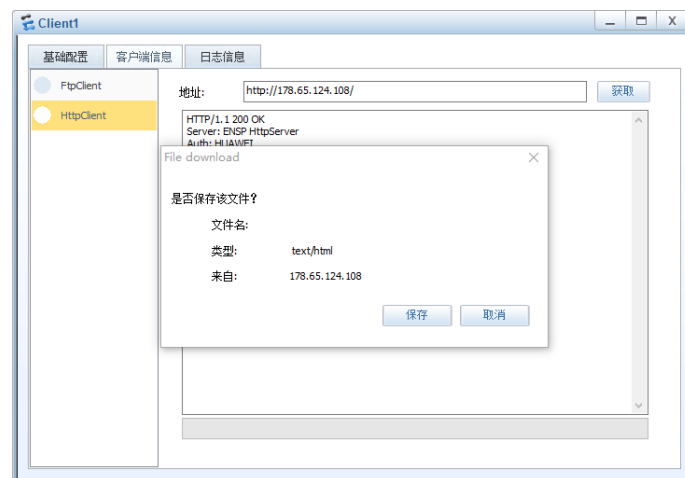 Client1
基础配置 客户端信息 日志信息
FtpClient
HttpClient
地址: http://178.65.124.108/ 获取
HTTP/1.1 200 OK
Server: ENSP HttpServer
Auth: HUAWEI
File download
是否保存该文件?
文件名:
类型: text/html
来自: 178.65.124.108
保存 取消